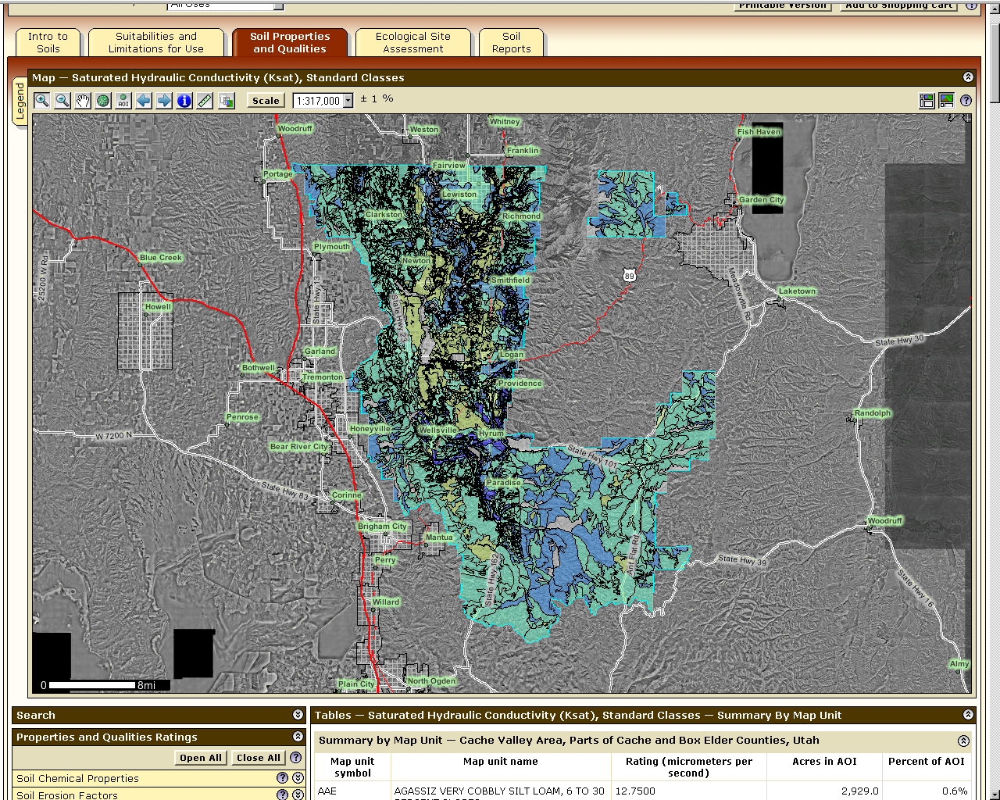 All Uses
Printable Version
Add to Shopping Cart
Intro to
Soils
Suitabilities and
Limitations for Use
Soil Properties
and Qualities
Ecological Site
Assessment
Soil
Reports
Legend
Map — Saturated Hydraulic Conductivity (Ksat), Standard Classes
AOI
Scale
1:317,000
± 1 %
Woodruff
Weston
Whitney
Fish Haven
Franklin
Portage
Fairview
Lewiston
Garden City
Clarkston
Richmond
Plymouth
Blue Creek
Newton
26200 W Rd
State Hwy 13
Smithfield
89
Meadowville Rd
Laketown
Howell
State Hwy 23
State Hwy 30
Garland
Logan
Bothwell
Tremonton
Providence
Penrose
Randolph
W 7200 N
Honeyville
Wellsville
Hyrum
Bear River City
State Hwy 101
State Hwy 83
Paradise
Corinne
Brigham City
Woodruff
Mantua
Ant Flat Rd
Perry
State Hwy 162
State Hwy 39
State Hwy 16
Willard
Almy
0
8mi
Plain City
North Ogden
Search
Tables — Saturated Hydraulic Conductivity (Ksat), Standard Classes — Summary By Map Unit
Properties and Qualities Ratings
Open All
Close All
Soil Chemical Properties
Soil Erosion Factors
Summary by Map Unit — Cache Valley Area, Parts of Cache and Box Elder Counties, Utah
Map unit symbol
Map unit name
Rating (micrometers per second)
Acres in AOI
Percent of AOI
AAE
AGASSIZ VERY COBBLY SILT LOAM, 6 TO 30
12.7500
2,929.0
0.6%